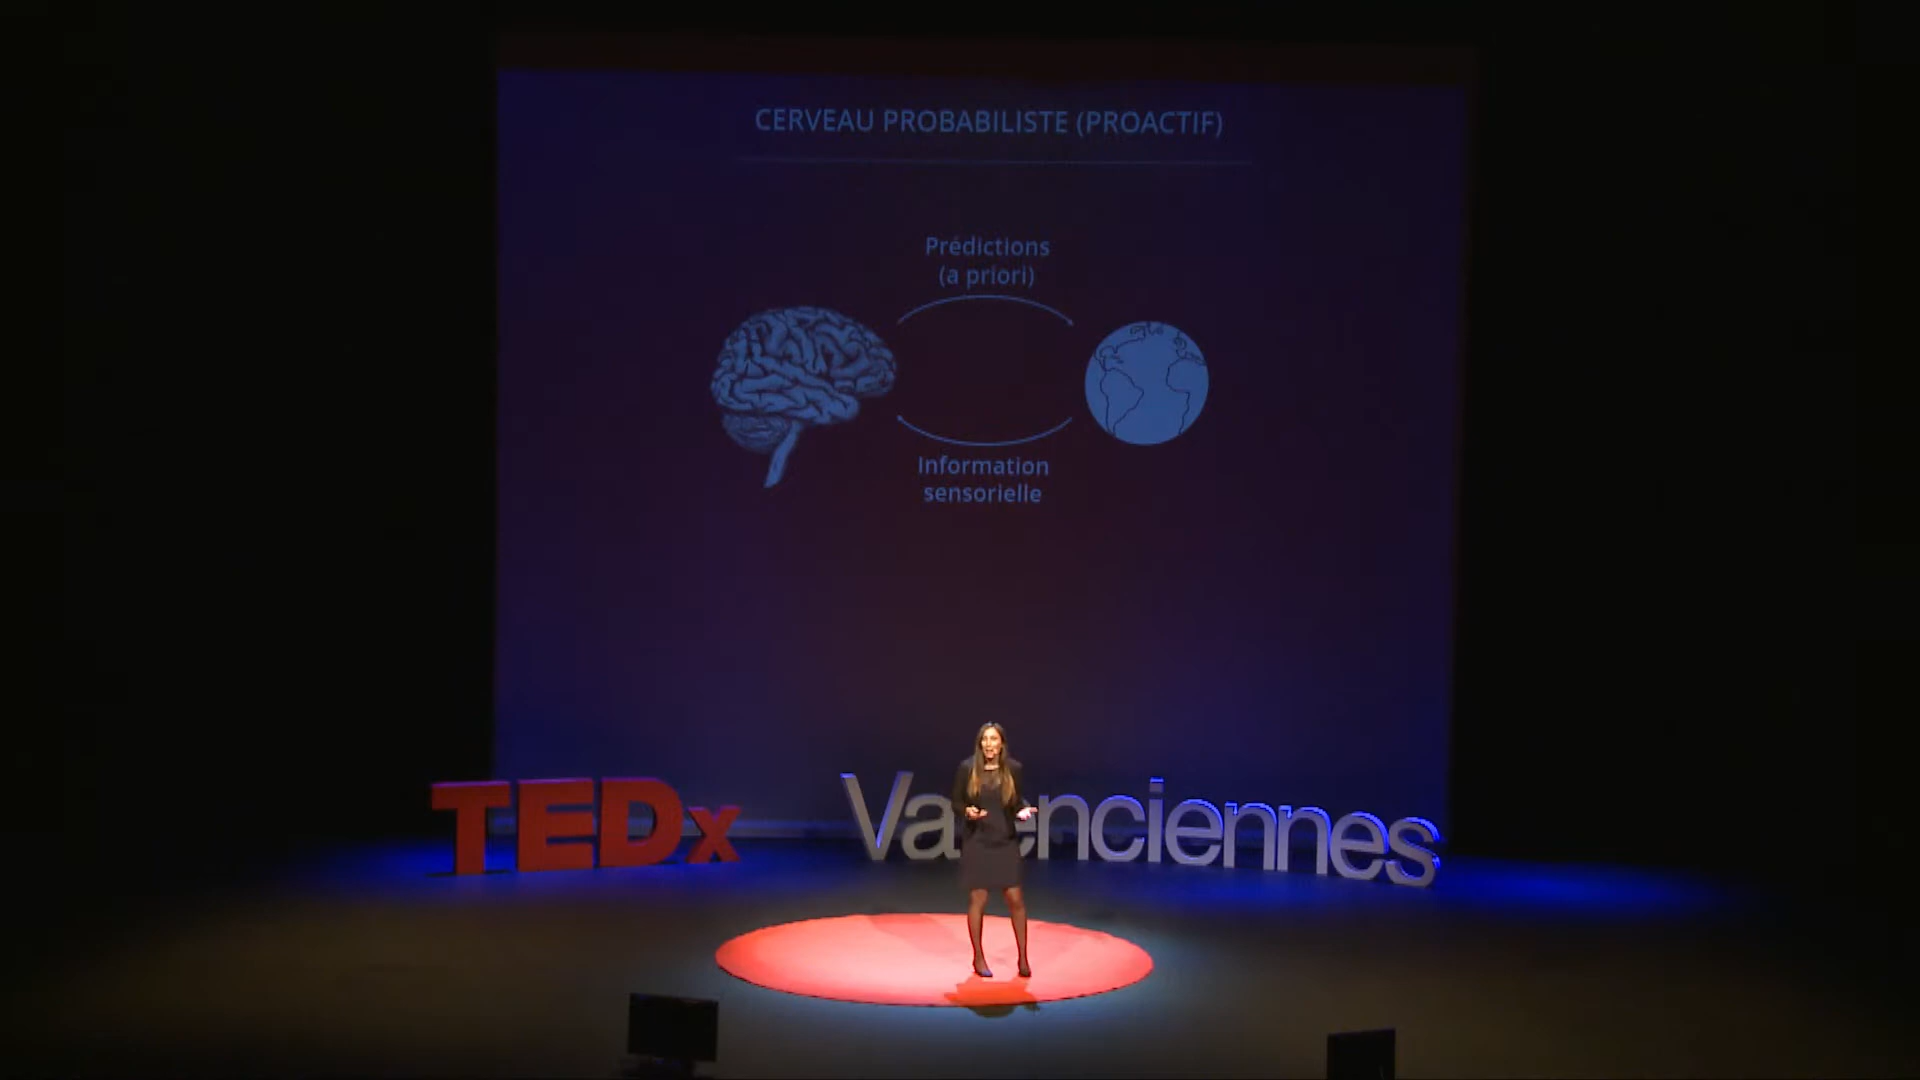 CERVEAU PROBABILISTE (PROACTIF)
Prédictions
(a priori)
Information
sensorielle
TEDx Valenciennes